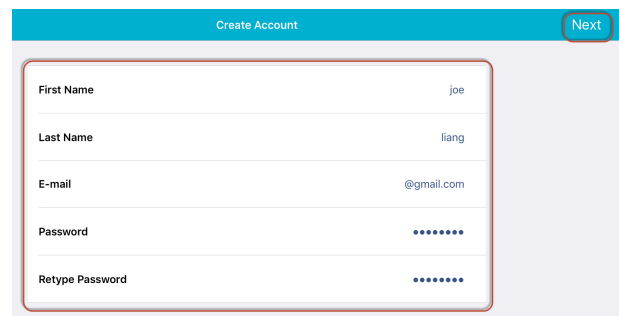 Create Account
Next
First Name joe
Last Name liang
E-mail @gmail.com
Password ••••••••
Retype Password ••••••••